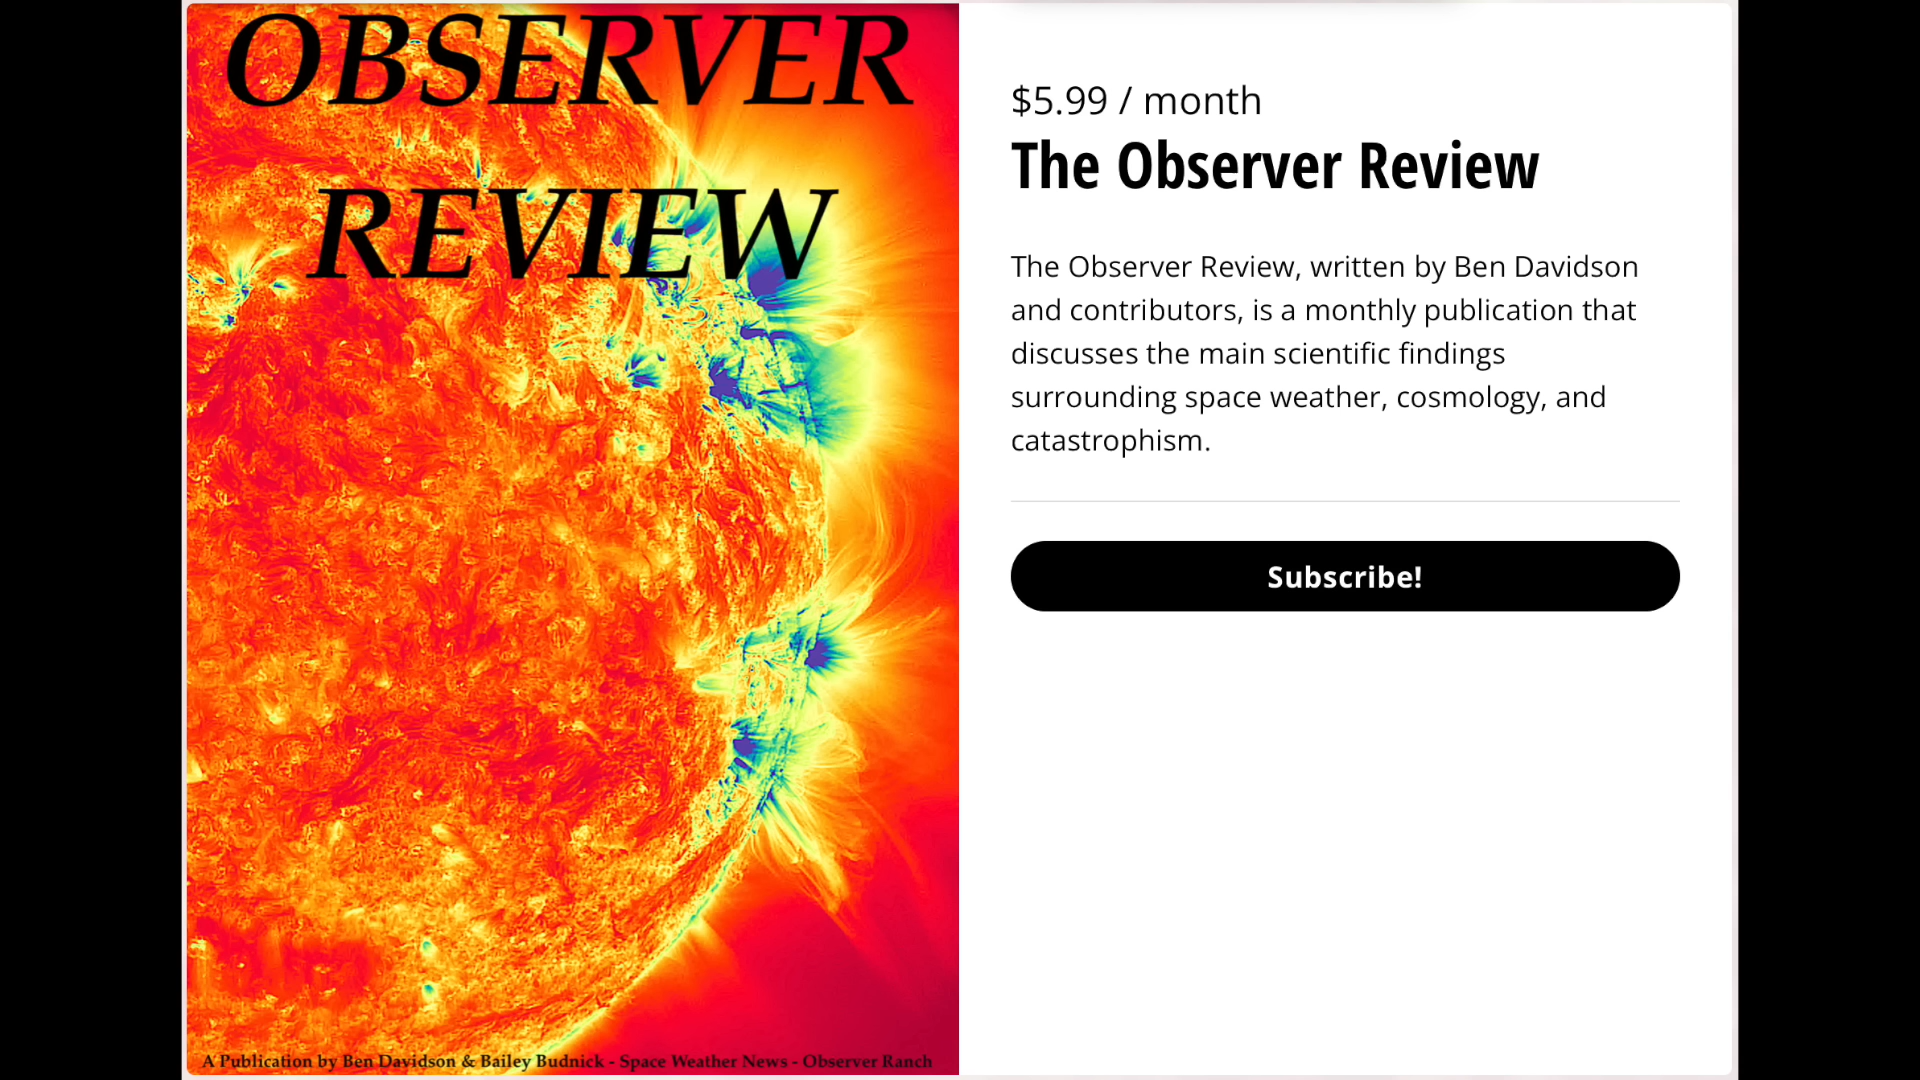 OBSERVER
REVIEW
A Publication by Ben Davidson & Bailey Budnick - Space Weather News - Observer Ranch
$5.99 / month
The Observer Review
The Observer Review, written by Ben Davidson
and contributors, is a monthly publication that
discusses the main scientific findings
surrounding space weather, cosmology, and
catastrophism.
Subscribe!